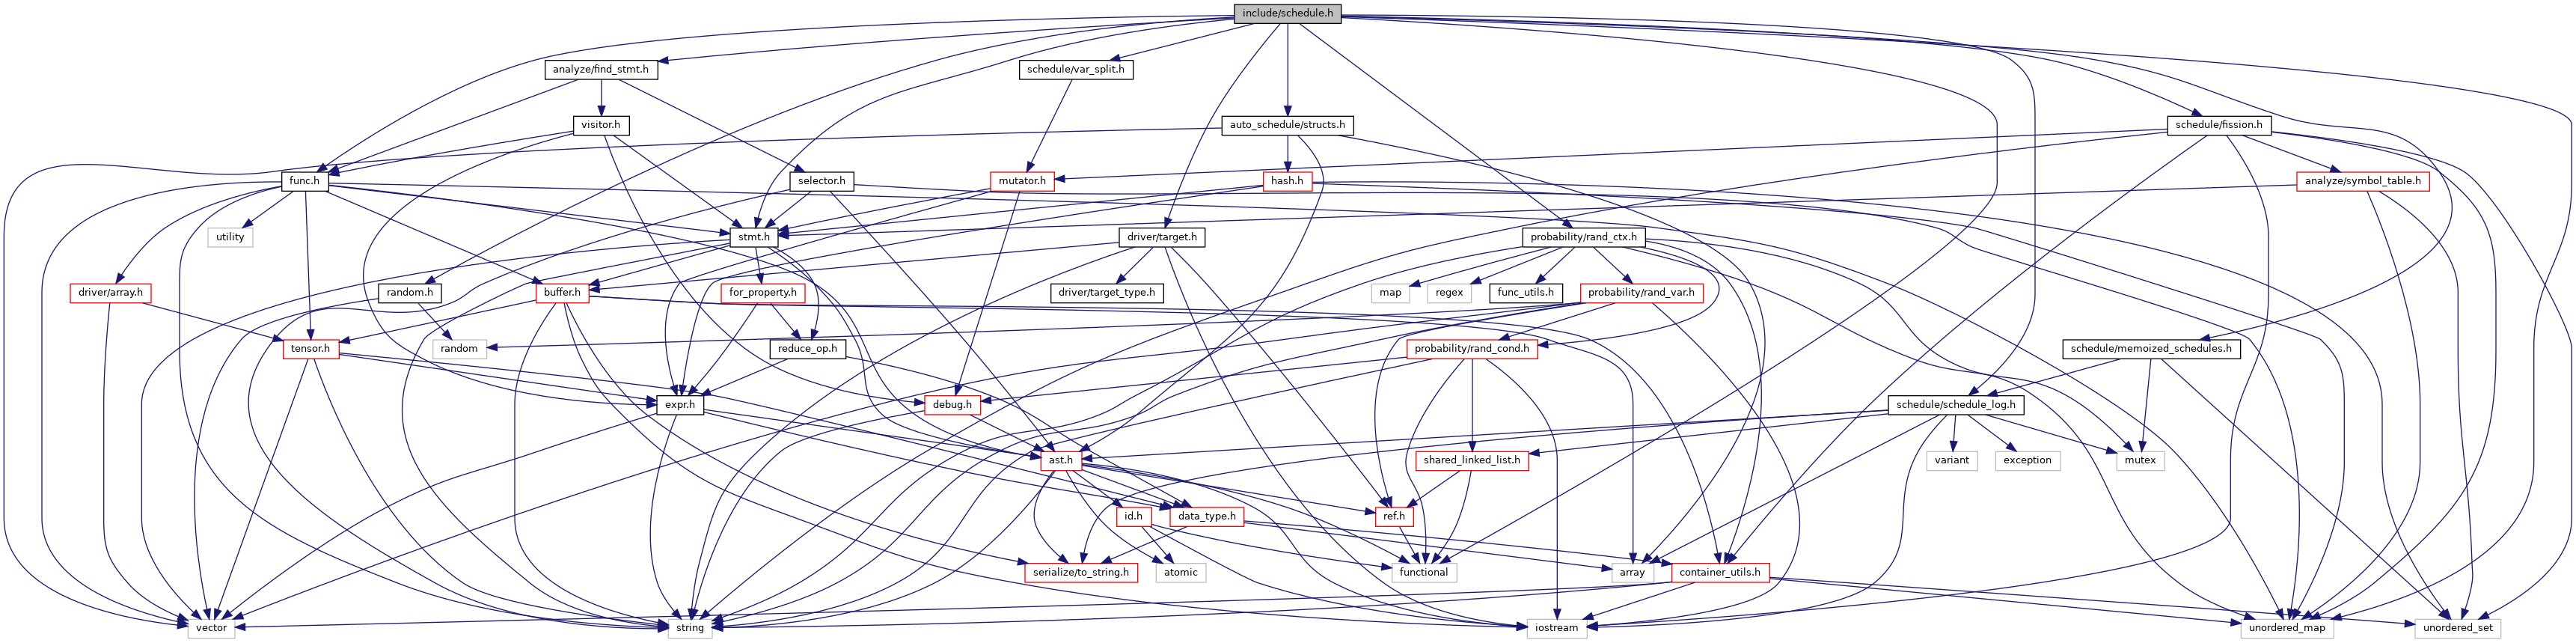 include/schedule.h
analyze/find_stmt.h
schedule/var_split.h
visitor.h
auto_schedule/structs.h
schedule/fission.h
func.h
selector.h
mutator.h
hash.h
analyze/symbol_table.h
utility
stmt.h
driver/target.h
probability/rand_ctx.h
driver/array.h
random.h
buffer.h
for_property.h
driver/target_type.h
map
regex
func_utils.h
probability/rand_var.h
tensor.h
random
reduce_op.h
probability/rand_cond.h
schedule/memoized_schedules.h
expr.h
debug.h
schedule/schedule_log.h
ast.h
shared_linked_list.h
variant
exception
mutex
id.h
data_type.h
ref.h
serialize/to_string.h
atomic
functional
array
container_utils.h
vector
string
iostream
unordered_map
unordered_set